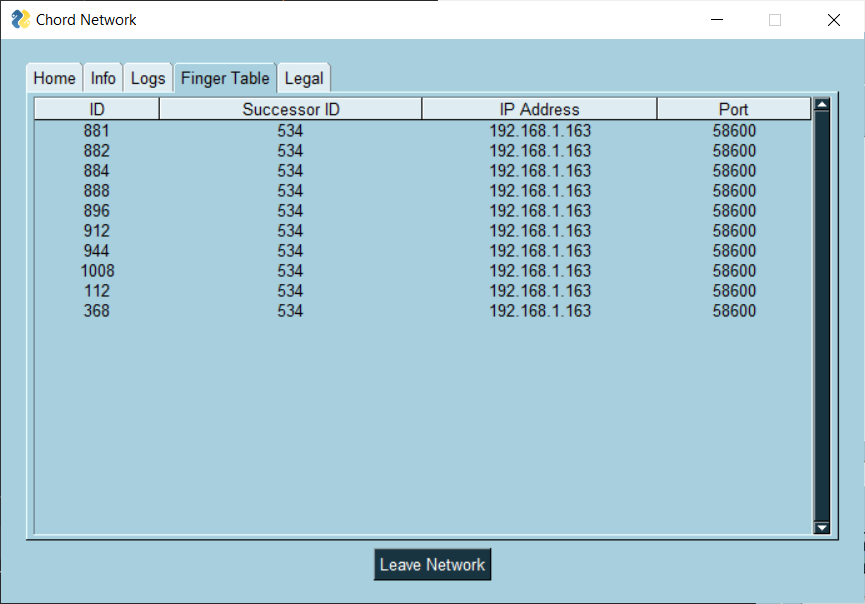 Chord Network
Home Info Logs Finger Table Legal
ID Successor ID IP Address Port
881 534 192.168.1.163 58600
882 534 192.168.1.163 58600
884 534 192.168.1.163 58600
888 534 192.168.1.163 58600
896 534 192.168.1.163 58600
912 534 192.168.1.163 58600
944 534 192.168.1.163 58600
1008 534 192.168.1.163 58600
112 534 192.168.1.163 58600
368 534 192.168.1.163 58600
Leave Network